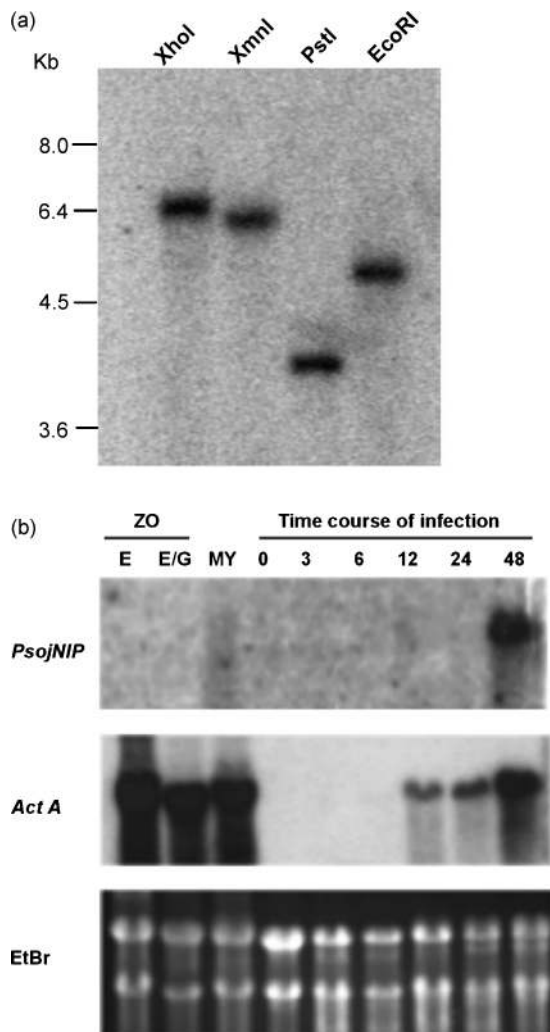 (a)
XhoI XmnI PstI EcoRI
Kb
8.0
6.4
4.5
3.6
(b)
ZO Time course of infection
E E/G MY 0 3 6 12 24 48
PsojNIP
Act A
EtBr